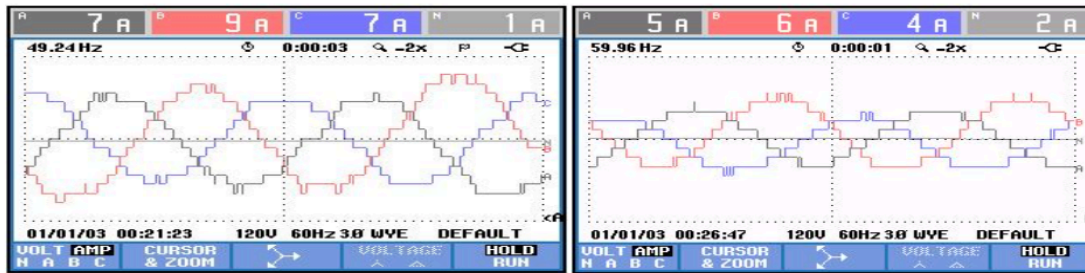 A 7 A B 9 A C 7 A N 1 A
49.24 Hz 0:00:03 -2x
C
B
N
A
<A
01/01/03 00:21:23 120V 60Hz 3Ø WYE DEFAULT
VOLT AMP CURSOR VOLTAGE HOLD
N A B C & ZOOM RUN
A 5 A B 6 A C 4 A N 2 A
59.96 Hz 0:00:01 -2x
B
N
A
01/01/03 00:26:47 120V 60Hz 3Ø WYE DEFAULT
VOLT AMP CURSOR VOLTAGE HOLD
N A B C & ZOOM RUN